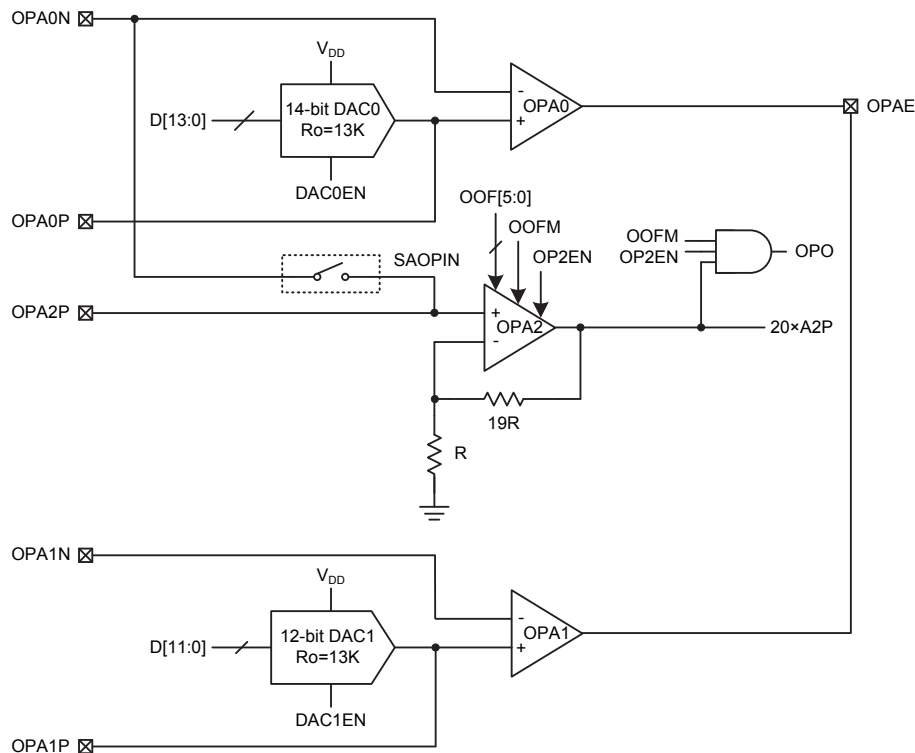 OPA0N
V_DD
14-bit DAC0
Ro=13K
D[13:0]
DAC0EN
-
+
OPA0
OPAE
OPA0P
OOF[5:0]
OOFM
OP2EN
SAOPIN
OOFM
OP2EN
OPO
OPA2P
+
-
OPA2
20×A2P
19R
R
OPA1N
V_DD
12-bit DAC1
Ro=13K
D[11:0]
DAC1EN
-
+
OPA1
OPA1P